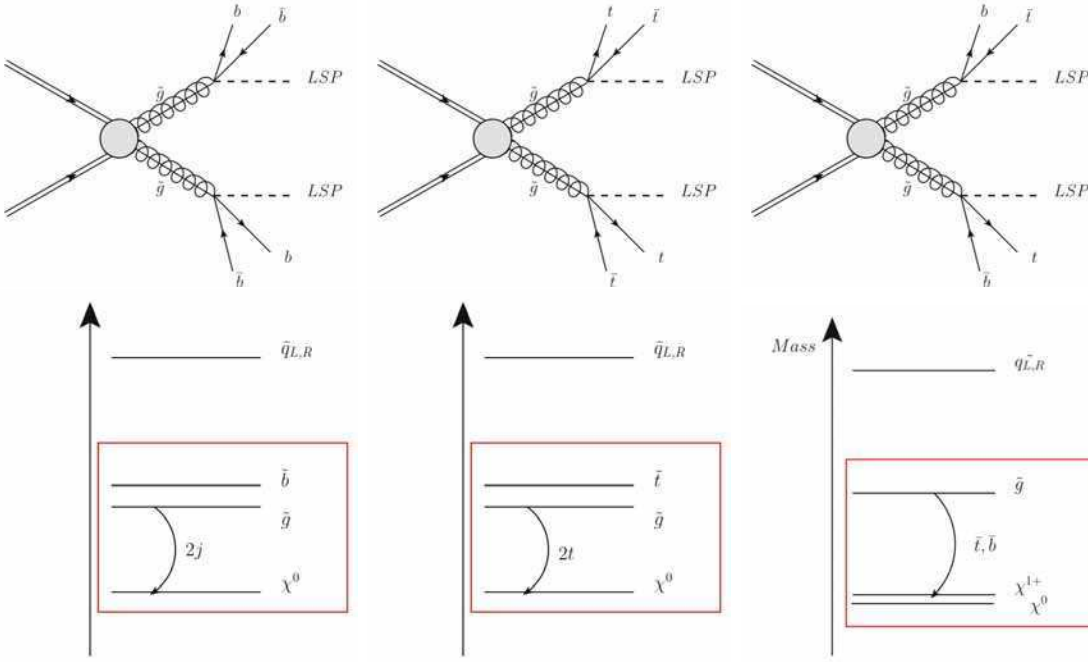 b b̄
g̃ LSP
g̃ LSP
b̄ b
t t̄
g̃ LSP
g̃ LSP
t̄ t
b t̄
g̃ LSP
g̃ LSP
b̄ t
q̃_{L,R}
b̃
g̃
2j
χ⁰
q̃_{L,R}
t̃
g̃
2t
χ⁰
Mass
q̃_{L,R}
g̃
t̄, b̄
χ¹⁺
χ⁰